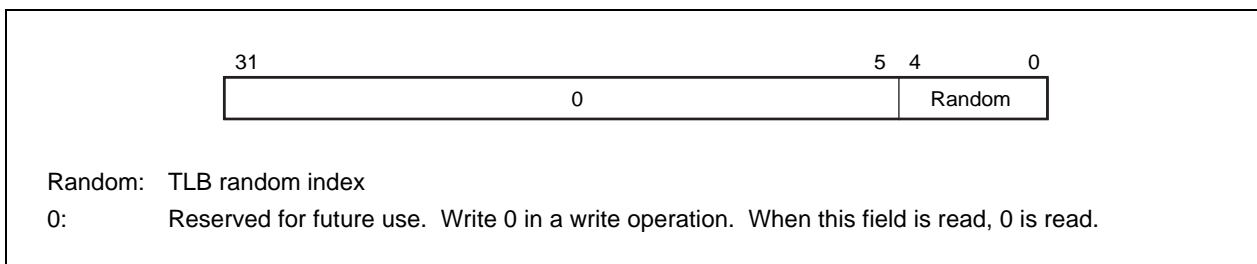 31 5 4 0
0 Random
Random: TLB random index
0: Reserved for future use. Write 0 in a write operation. When this field is read, 0 is read.